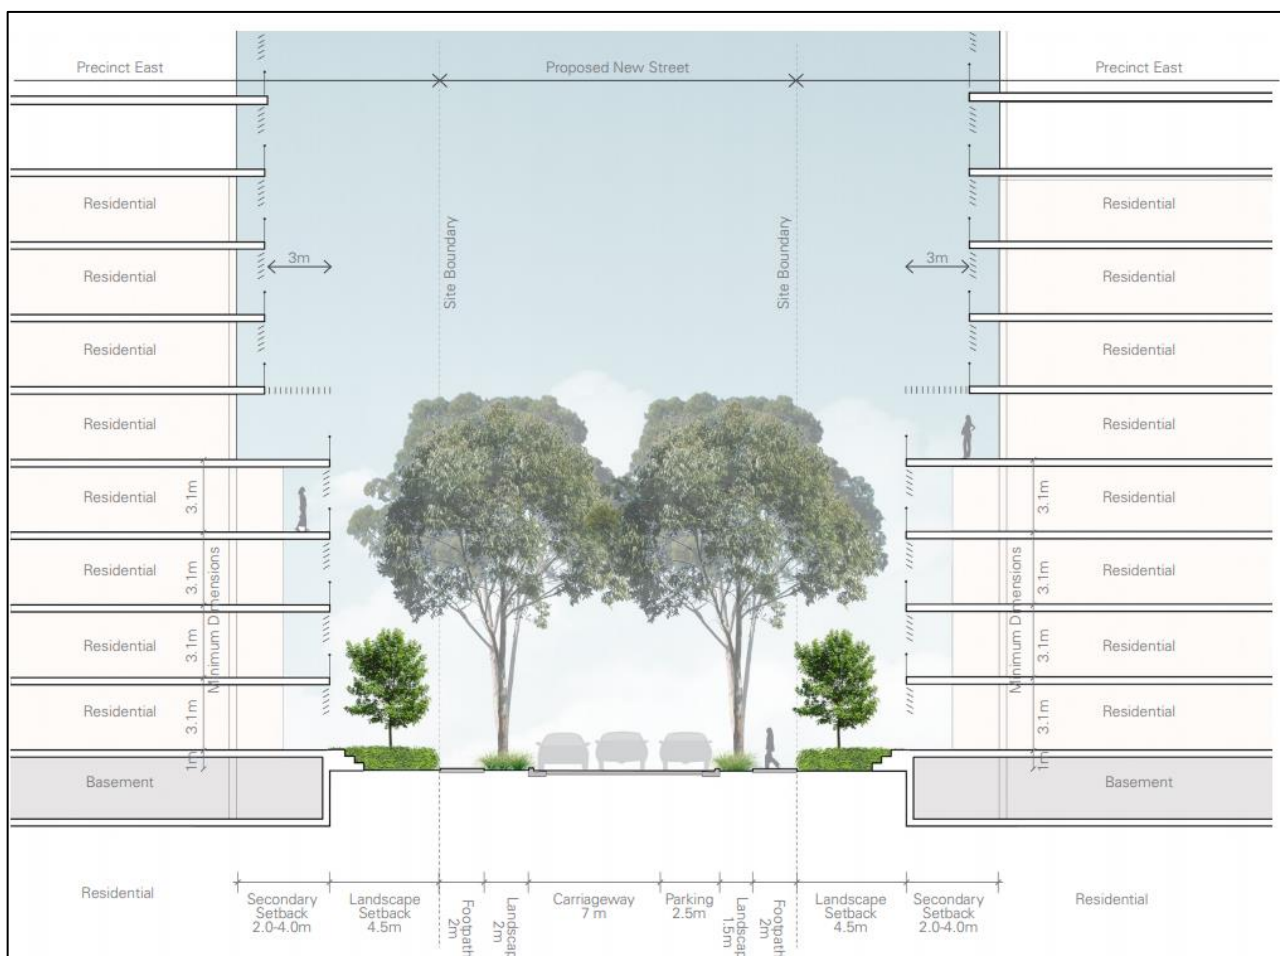 Precinct East
Proposed New Street
Precinct East
Residential
Residential
Site Boundary
Site Boundary
3m
3m
Residential
Residential
Residential
Residential
Residential
Residential
Residential
3.1m
3.1m
Residential
Residential
3.1m
Minimum Dimensions
Minimum Dimensions
3.1m
Residential
Residential
3.1m
3.1m
Residential
Residential
3.1m
3.1m
Residential
1m
1m
Basement
Basement
Residential
Secondary
Setback
2.0-4.0m
Landscape
Setback
4.5m
Footpath
2m
Landscap
2m
Carriageway
7 m
Parking
2.5m
Landscap
1.5m
Footpath
2m
Landscape
Setback
4.5m
Secondary
Setback
2.0-4.0m
Residential